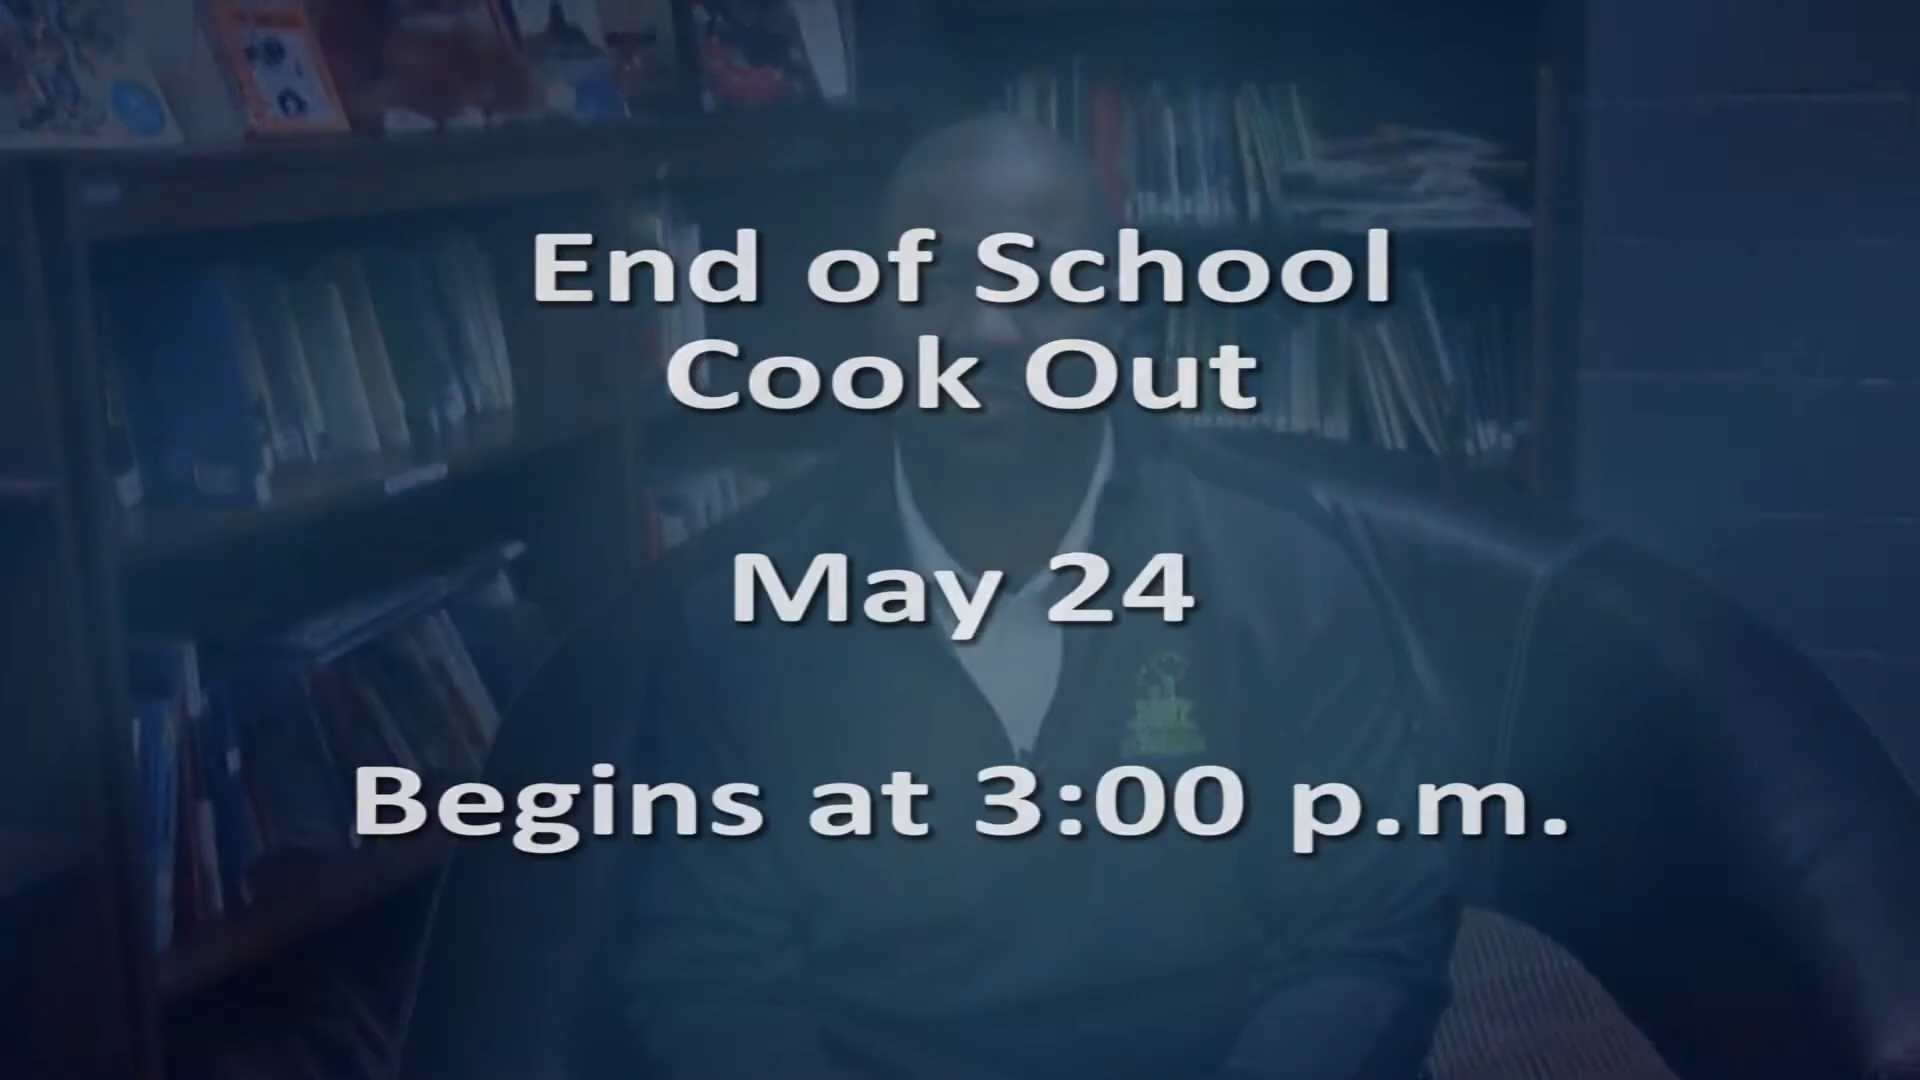 End of School
Cook Out
May 24
Begins at 3:00 p.m.